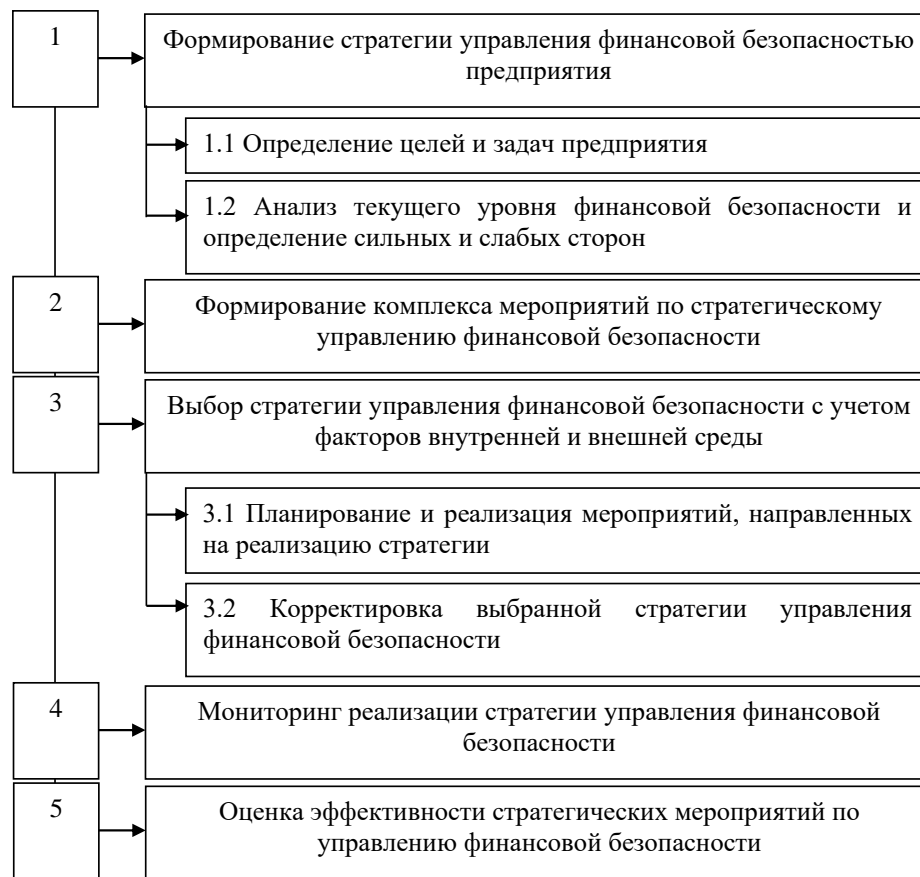 1
Формирование стратегии управления финансовой безопасностью
предприятия
1.1 Определение целей и задач предприятия
1.2 Анализ текущего уровня финансовой безопасности и
определение сильных и слабых сторон
2
Формирование комплекса мероприятий по стратегическому
управлению финансовой безопасности
3
Выбор стратегии управления финансовой безопасности с учетом
факторов внутренней и внешней среды
3.1 Планирование и реализация мероприятий, направленных
на реализацию стратегии
3.2 Корректировка выбранной стратегии управления
финансовой безопасности
4
Мониторинг реализации стратегии управления финансовой
безопасности
5
Оценка эффективности стратегических мероприятий по
управлению финансовой безопасности